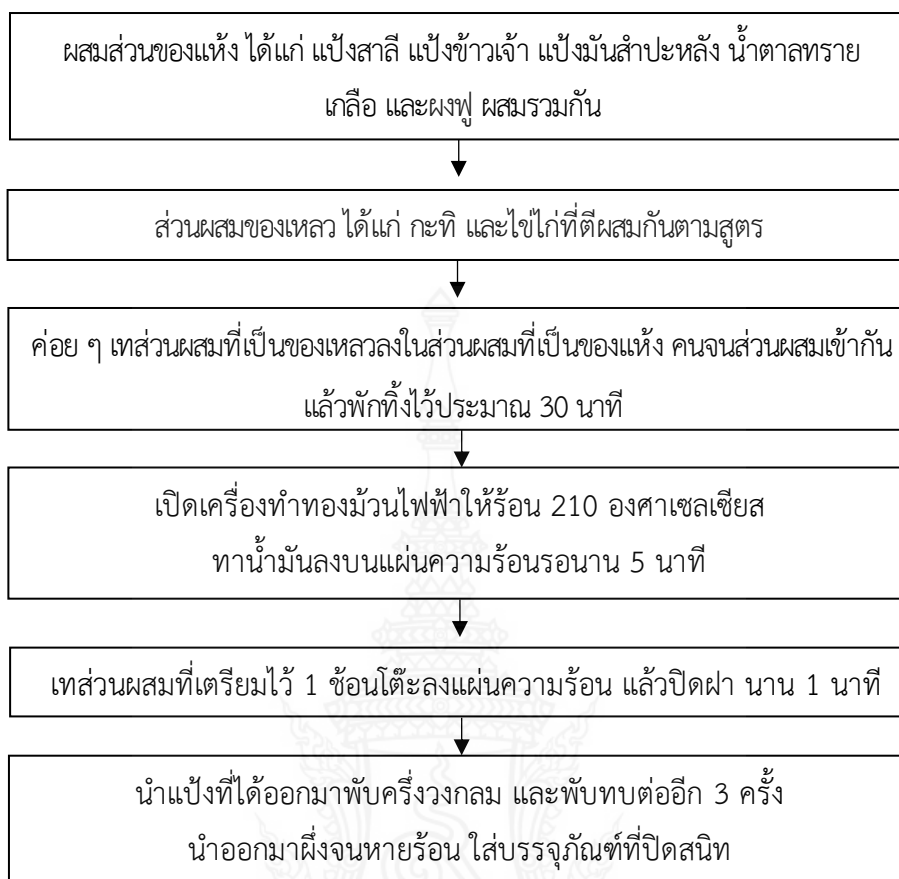 ผสมส่วนของแห้ง ได้แก่ แป้งสาลี แป้งข้าวเจ้า แป้งมันสำปะหลัง น้ำตาลทราย
เกลือ และผงฟู ผสมรวมกัน
ส่วนผสมของเหลว ได้แก่ กะทิ และไข่ไก่ที่ตีผสมกันตามสูตร
ค่อย ๆ เทส่วนผสมที่เป็นของเหลวลงในส่วนผสมที่เป็นของแห้ง คนจนส่วนผสมเข้ากัน
แล้วพักทิ้งไว้ประมาณ 30 นาที
เปิดเครื่องทำทองม้วนไฟฟ้าให้ร้อน 210 องศาเซลเซียส
ทาน้ำมันลงบนแผ่นความร้อนรอนาน 5 นาที
เทส่วนผสมที่เตรียมไว้ 1 ช้อนโต๊ะลงแผ่นความร้อน แล้วปิดฝา นาน 1 นาที
นำแป้งที่ได้ออกมาพับครึ่งวงกลม และพับทบต่ออีก 3 ครั้ง
นำออกมาผึ่งจนหายร้อน ใส่บรรจุภัณฑ์ที่ปิดสนิท